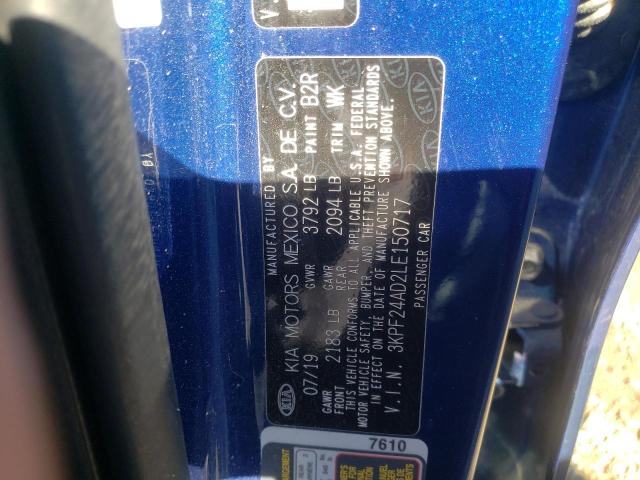 MANUFACTURED BY
KIA KIA MOTORS MEXICO S.A. DE C.V.
07/19 GVWR 3792 LB PAINT B2R
GAWR FRONT 2183 LB GAWR REAR 2094 LB TRIM WK
THIS VEHICLE CONFORMS TO ALL APPLICABLE U.S.A. FEDERAL
MOTOR VEHICLE SAFETY, BUMPER, AND THEFT PREVENTION STANDARDS
IN EFFECT ON THE DATE OF MANUFACTURE SHOWN ABOVE.
V.I.N. 3KPF24AD2LE150717
PASSENGER CAR
7610